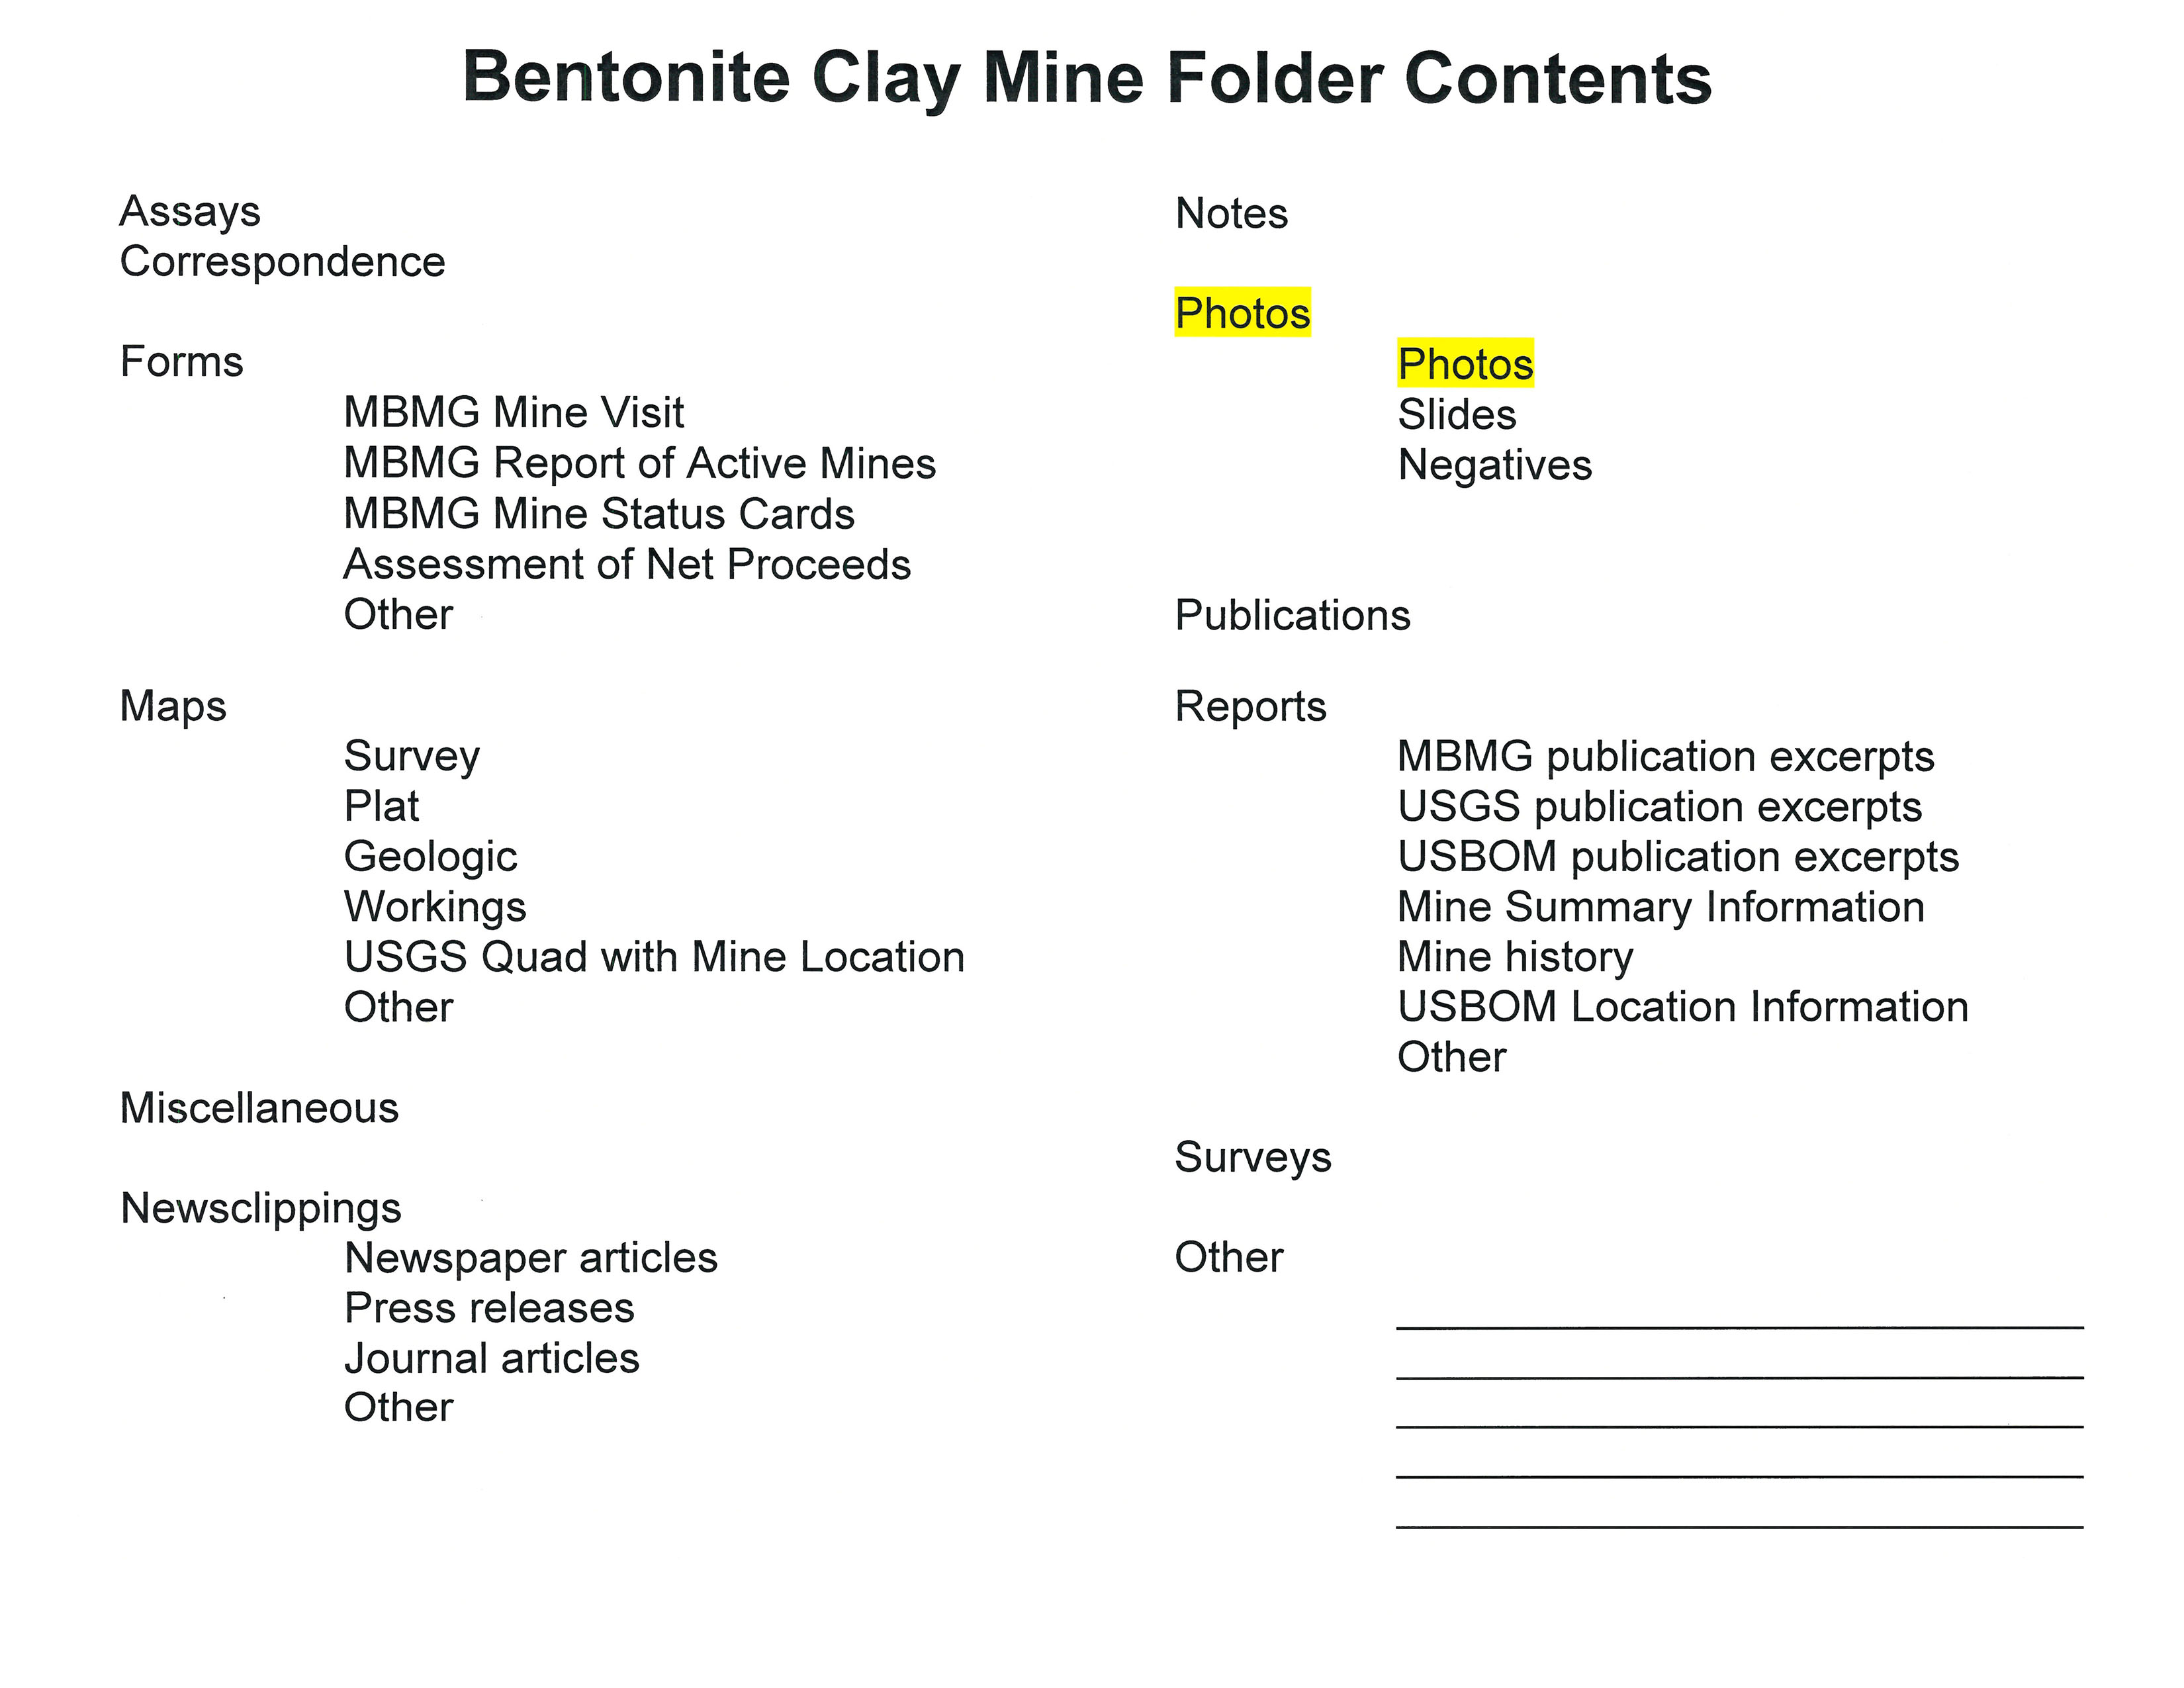 Bentonite Clay Mine Folder Contents
Assays
Correspondence
Forms
MBMG Mine Visit
MBMG Report of Active Mines
MBMG Mine Status Cards
Assessment of Net Proceeds
Other
Maps
Survey
Plat
Geologic
Workings
USGS Quad with Mine Location
Other
Miscellaneous
Newsclippings
Newspaper articles
Press releases
Journal articles
Other
Notes
Photos
Photos
Slides
Negatives
Publications
Reports
MBMG publication excerpts
USGS publication excerpts
USBOM publication excerpts
Mine Summary Information
Mine history
USBOM Location Information
Other
Surveys
Other